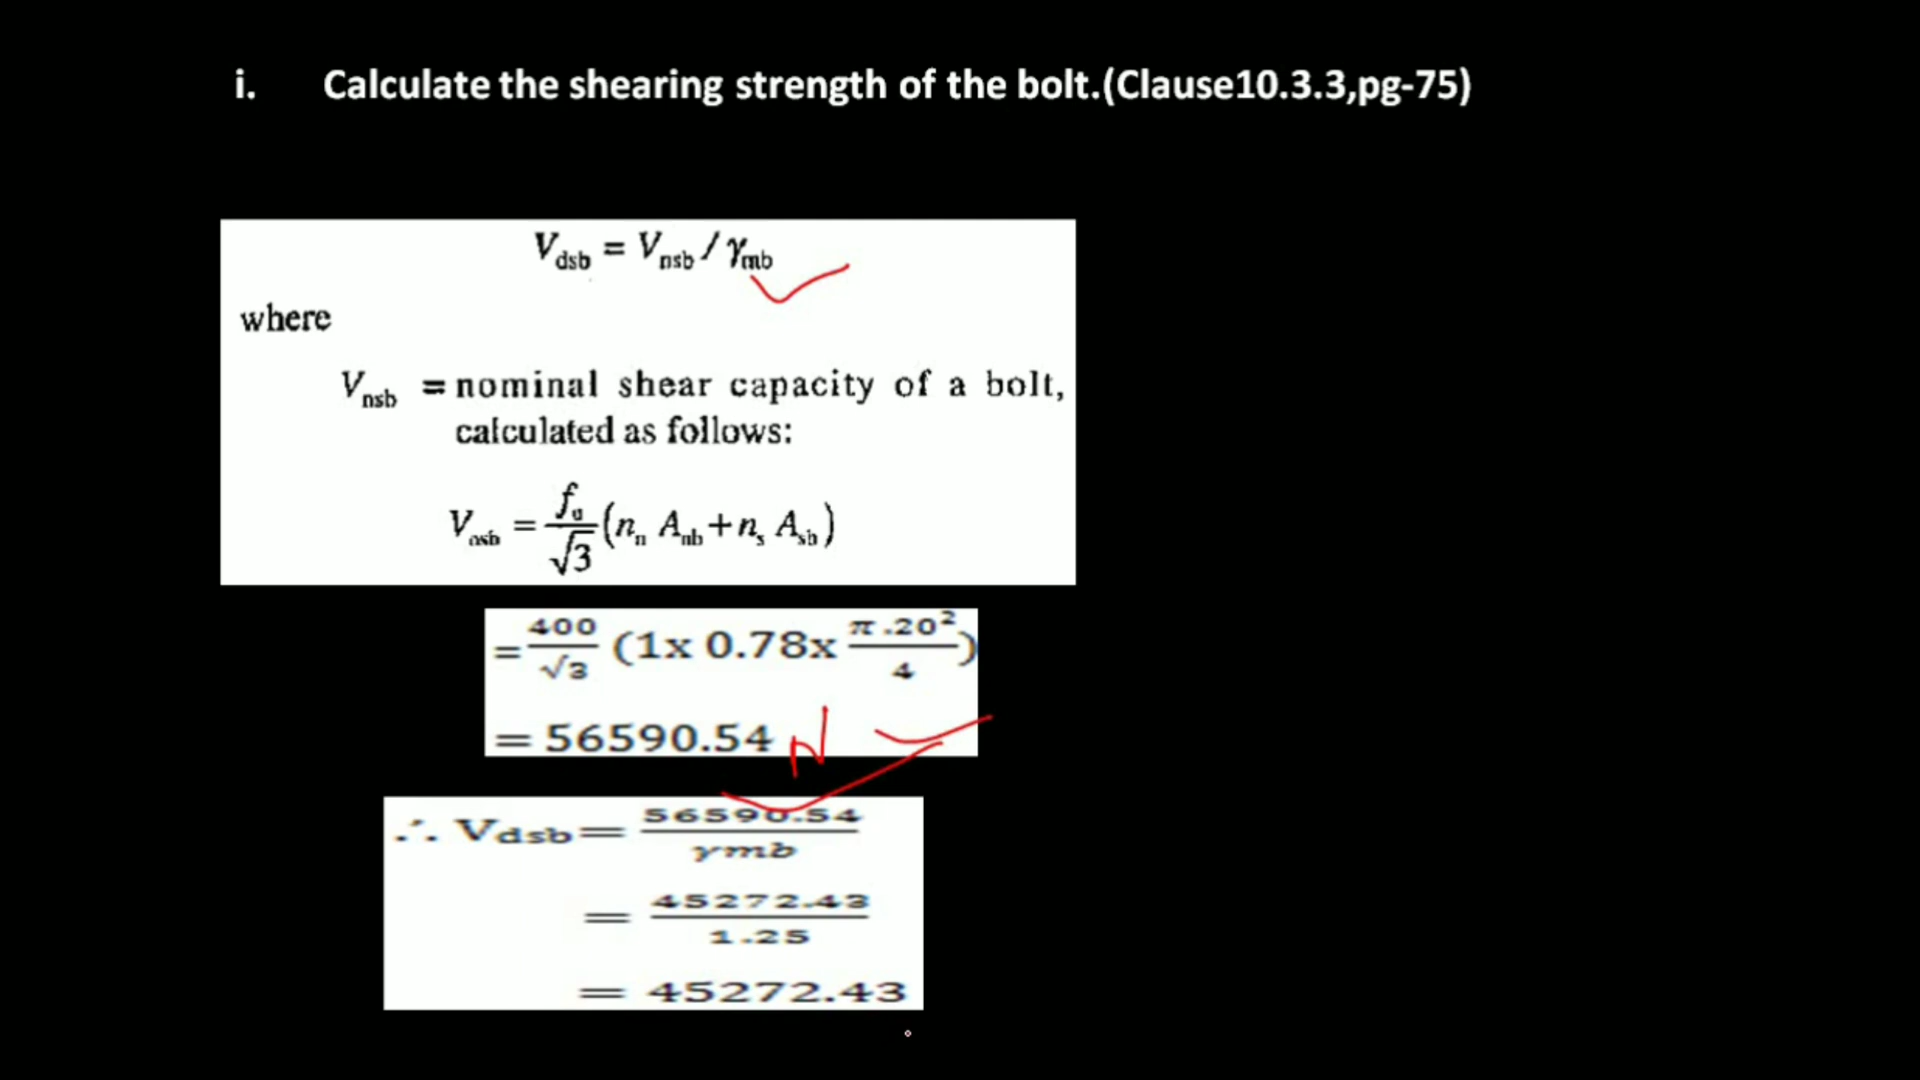 i. Calculate the shearing strength of the bolt.(Clause10.3.3,pg-75)
V_dsb = V_nsb / γ_mb
where
V_nsb = nominal shear capacity of a bolt,
calculated as follows:
V_nsb = f_u/√3 (n_n A_nb + n_s A_sb)
= 400/√3 (1x 0.78x π.20²/4)
= 56590.54 N
∴ Vdsb = 56590.54/γmb
= 45272.43/1.25
= 45272.43